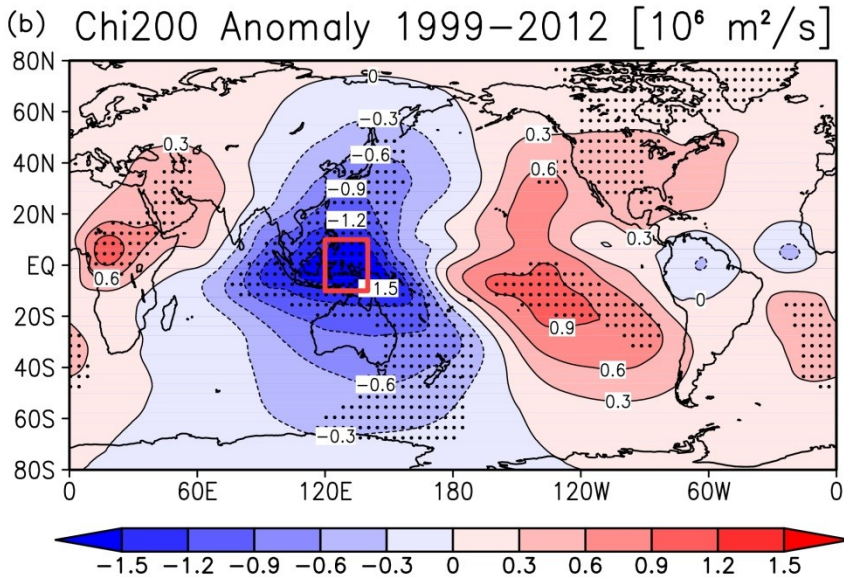 (b) Chi200 Anomaly 1999−2012 [10⁶ m²/s]
80N
0
60N
−0.3
0.3
−0.6
40N
0.3
0.6
−0.9
20N
−1.2
0.3
EQ
0.6
−1.5
0
20S
0.9
40S
−0.6
0.6
0.3
60S
−0.3
80S
0 60E 120E 180 120W 60W 0
−1.5 −1.2 −0.9 −0.6 −0.3 0 0.3 0.6 0.9 1.2 1.5